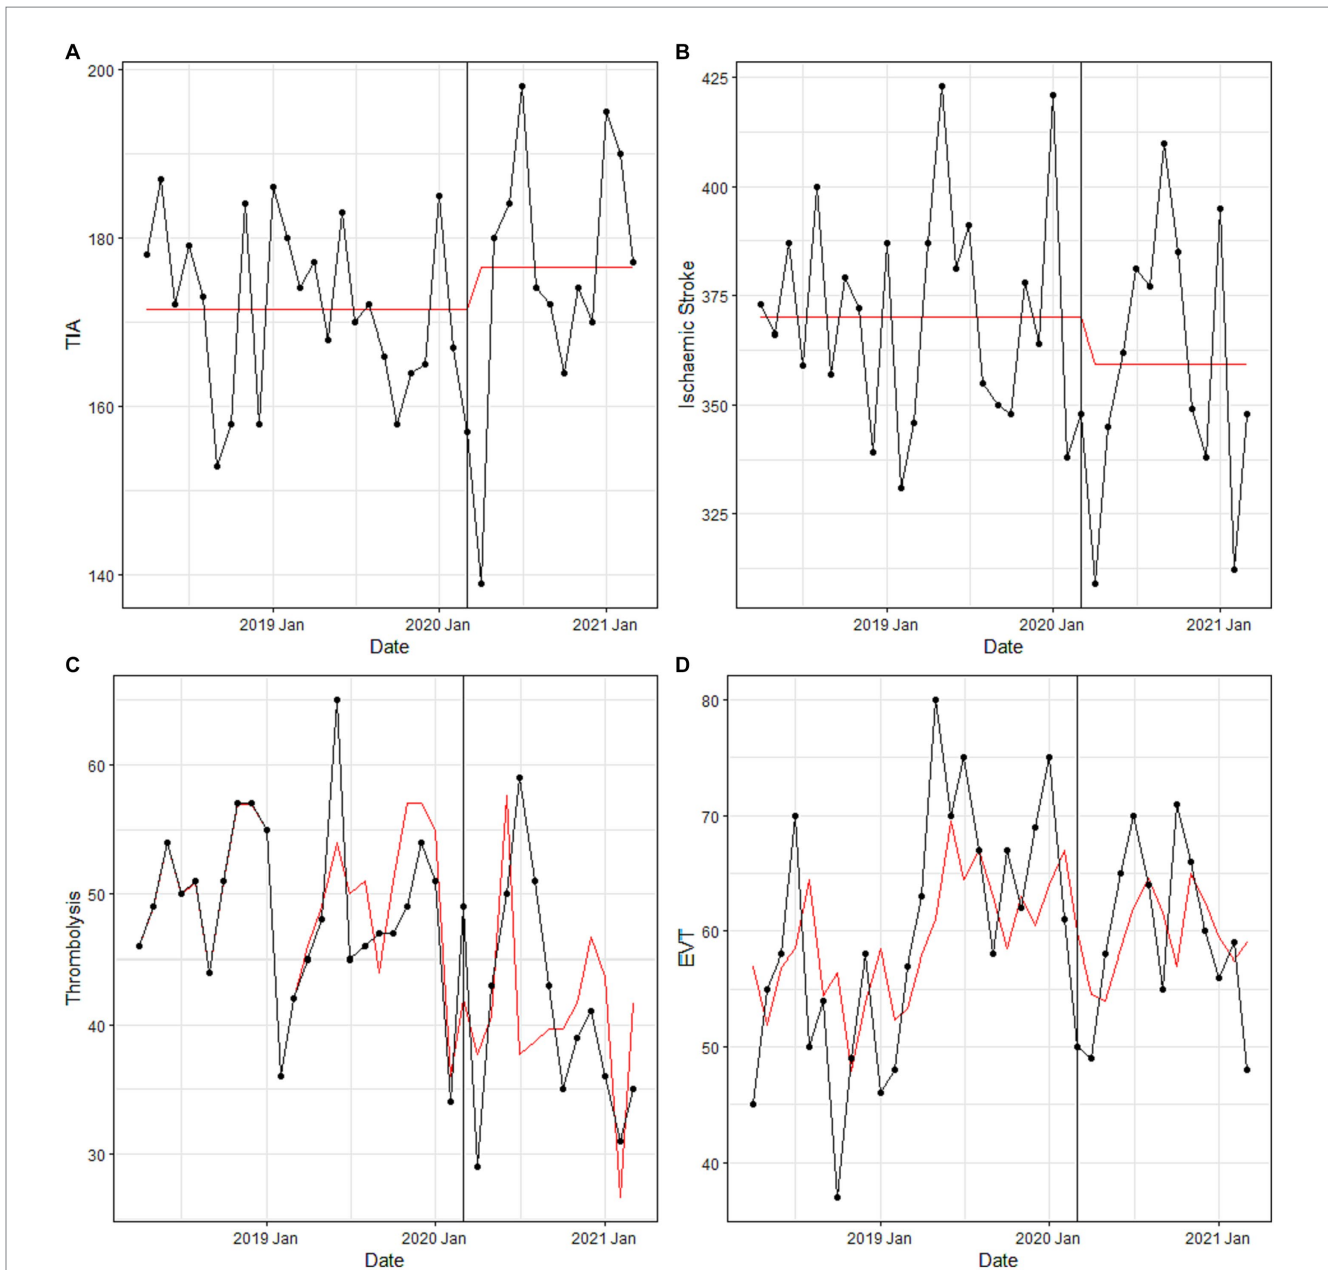 A
TIA
200
180
160
140
2019 Jan
2020 Jan
2021 Jan
Date
B
Ischaemic Stroke
425
400
375
350
325
2019 Jan
2020 Jan
2021 Jan
Date
C
Thrombolysis
60
50
40
30
2019 Jan
2020 Jan
2021 Jan
Date
D
EVT
80
70
60
50
40
2019 Jan
2020 Jan
2021 Jan
Date